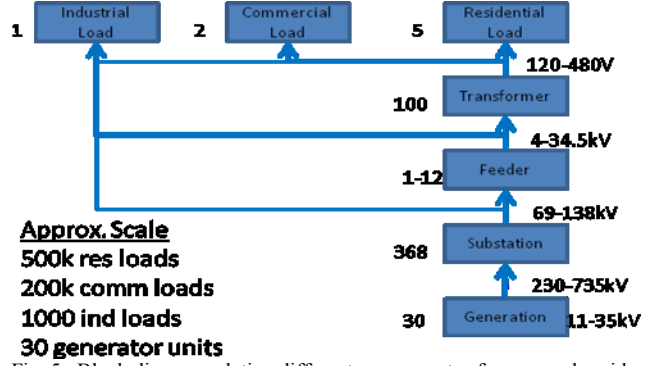 Industrial
Load
1
Commercial
Load
2
Residential
Load
5
120-480V
Transformer
100
4-34.5kV
Feeder
1-12
69-138kV
Substation
368
230-735kV
Generation
30
11-35kV
Approx. Scale
500k res loads
200k comm loads
1000 ind loads
30 generator units